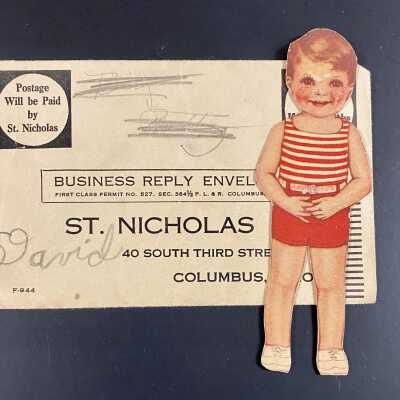 Postage
Will be Paid
by
St. Nicholas
BUSINESS REPLY ENVEL
FIRST CLASS PERMIT NO. 527, SEC. 384½ P. L. & R. COLUMBUS,
ST. NICHOLAS
David
40 SOUTH THIRD STRE
COLUMBUS, O
F-944